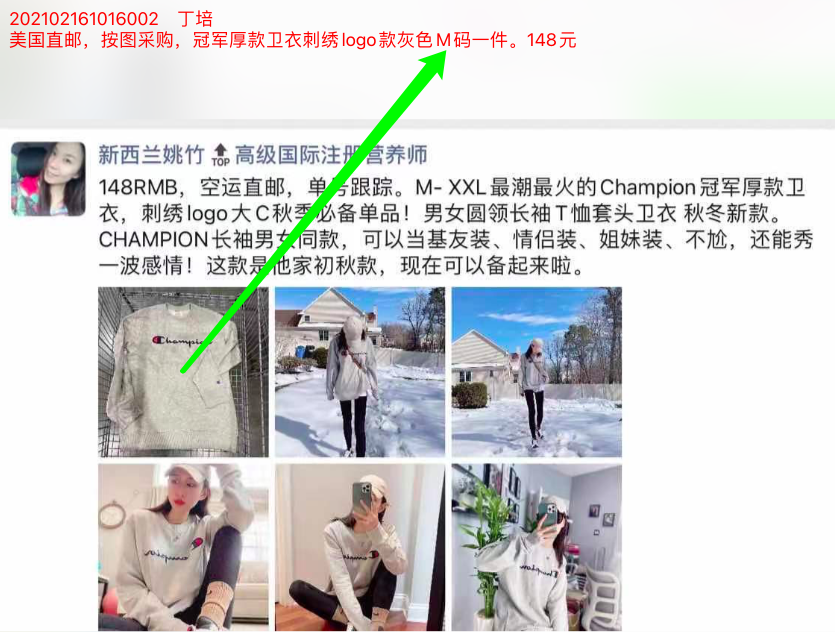 202102161016002 丁培
美国直邮，按图采购，冠军厚款卫衣刺绣logo款灰色M码一件。148元
新西兰姚竹TOP高级国际注册营养师
148RMB，空运直邮，单号跟踪。M- XXL最潮最火的Champion冠军厚款卫
衣，刺绣logo大C秋季必备单品！男女圆领长袖T恤套头卫衣 秋冬新款。
CHAMPION长袖男女同款，可以当基友装、情侣装、姐妹装、不尬，还能秀
一波感情！这款是他家初秋款，现在可以备起来啦。
Champion
Champion
Champion
Champion